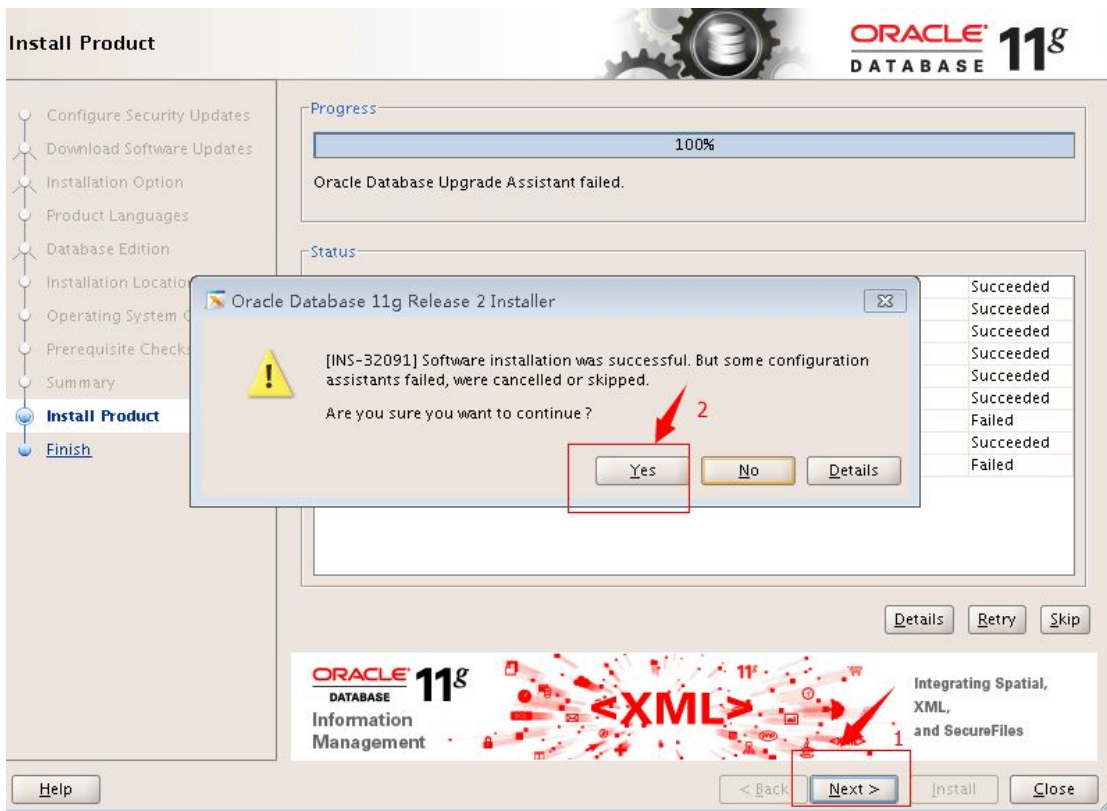 Install Product
ORACLE 11g
DATABASE
Configure Security Updates
Download Software Updates
Installation Option
Product Languages
Database Edition
Installation Location
Operating System C
Prerequisite Checks
Summary
Install Product
Finish
Progress
100%
Oracle Database Upgrade Assistant failed.
Status
Succeeded
Succeeded
Succeeded
Succeeded
Succeeded
Succeeded
Failed
Succeeded
Failed
Oracle Database 11g Release 2 Installer
[INS-32091] Software installation was successful. But some configuration
assistants failed, were cancelled or skipped.
Are you sure you want to continue?
2
Yes No Details
Details Retry Skip
ORACLE 11g
DATABASE
Information
Management
<XML>
11g
Integrating Spatial,
XML,
and SecureFiles
1
Help < Back Next > Install Close